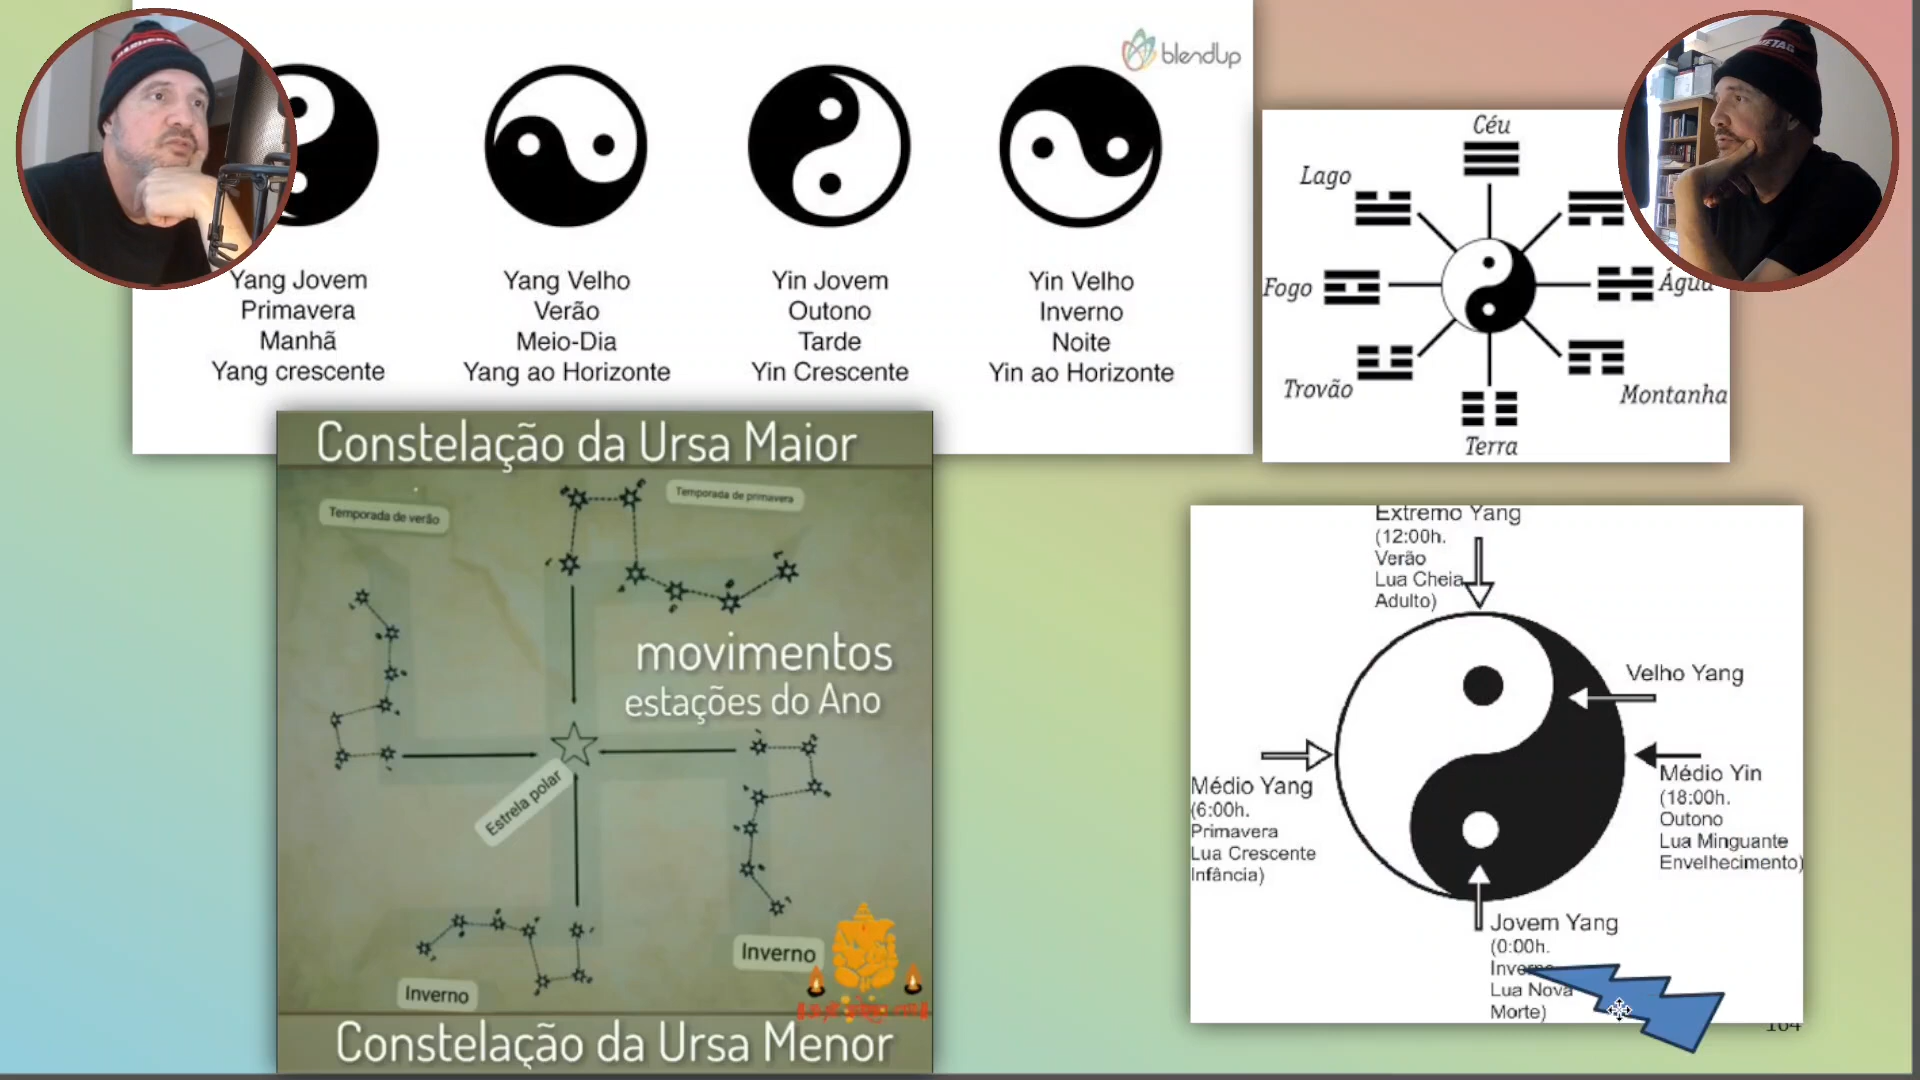 blendUp
Yang Jovem
Primavera
Manhã
Yang crescente
Yang Velho
Verão
Meio-Dia
Yang ao Horizonte
Yin Jovem
Outono
Tarde
Yin Crescente
Yin Velho
Inverno
Noite
Yin ao Horizonte
Céu
Lago
Fogo
Água
Trovão
Montanha
Terra
Constelação da Ursa Maior
Temporada de verão
Temporada de primavera
movimentos
estações do Ano
Estrela polar
Inverno
Inverno
Constelação da Ursa Menor
Extremo Yang
(12:00h.
Verão
Lua Cheia
Adulto)
Velho Yang
Médio Yang
(6:00h.
Primavera
Lua Crescente
Infância)
Médio Yin
(18:00h.
Outono
Lua Minguante
Envelhecimento)
Jovem Yang
(0:00h.
Inverno
Lua Nova
Morte)